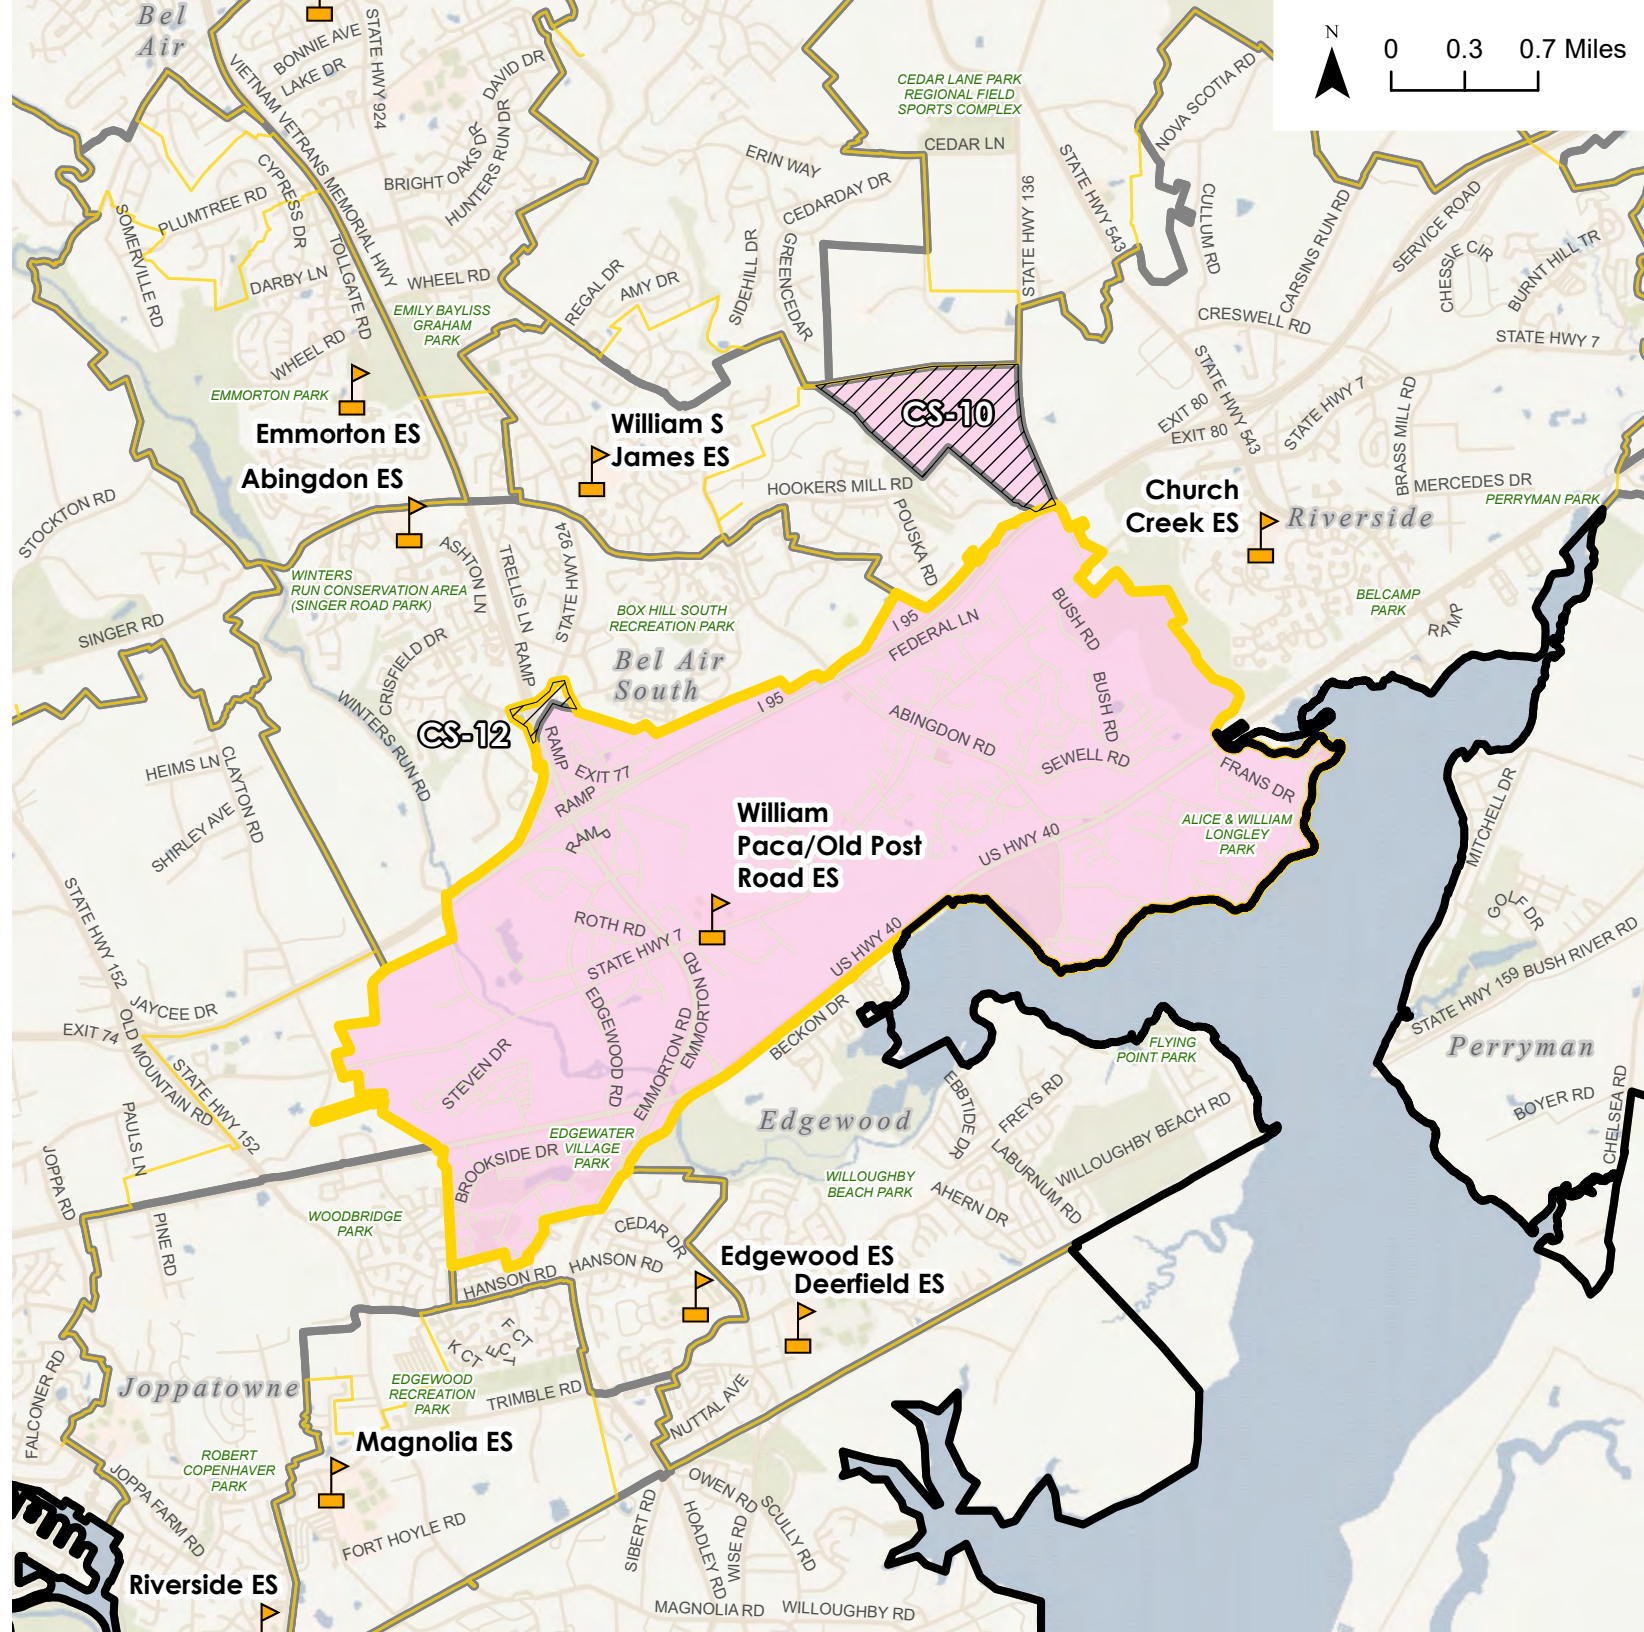 Bel
Air
BONNIE AVE
LAKE DR
STATE HWY 924
DAVID DR
HUNTERS RUN DR
BRIGHT OAKS DR
VIETNAM VETRANS MEMORIAL HWY
CYPRESS DR
PLUMTREE RD
SOMERVILLE RD
DARBY LN
TOLLGATE RD
WHEEL RD
WHEEL RD
EMILY BAYLISS
GRAHAM
PARK
EMMORTON PARK
Emmorton ES
Abingdon ES
CEDAR LANE PARK
REGIONAL FIELD
SPORTS COMPLEX
CEDAR LN
ERIN WAY
CEDARDAY DR
GREENCEDAR
SIDEHILL DR
REGAL DR
AMY DR
STATE HWY 136
STATE HWY 543
NOVA SCOTIA RD
N
0 0.3 0.7 Miles
CULLUM RD
CARSINS RUN RD
SERVICE ROAD
CHESSIE CIR
BURNT HILL TR
CRESWELL RD
STATE HWY 7
STATE HWY 543
STATE HWY 7
EXIT 80
EXIT 80
BRASS MILL RD
MERCEDES DR
PERRYMAN PARK
CS-10
William S
James ES
HOOKERS MILL RD
POUSKA RD
Church
Creek ES
Riverside
BELCAMP
PARK
RAMP
STOCKTON RD
WINTERS
RUN CONSERVATION AREA
(SINGER ROAD PARK)
ASHTON LN
TRELLIS LN
STATE HWY 924
RAMP
SINGER RD
CRISFIELD DR
BOX HILL SOUTH
RECREATION PARK
Bel Air
South
CS-12
WINTERS RUN RD
I 95
FEDERAL LN
I 95
BUSH RD
BUSH RD
ABINGDON RD
SEWELL RD
FRANS DR
ALICE & WILLIAM
LONGLEY
PARK
RAMP
EXIT 77
RAMP
RAMP
US HWY 40
HEIMS LN
CLAYTON RD
SHIRLEY AVE
William
Paca/Old Post
Road ES
ROTH RD
STATE HWY 7
EDGEWOOD RD
EMMORTON RD
EMMORTON RD
STEVEN DR
US HWY 40
BECKON DR
STATE HWY 152
JAYCEE DR
EXIT 74
OLD MOUNTAIN RD
STATE HWY 152
PAULS LN
JOPPA RD
PINE RD
MITCHELL DR
GOLF DR
STATE HWY 159
BUSH RIVER RD
Perryman
BOYER RD
CHELSEA RD
FLYING
POINT PARK
EBBTIDE DR
FREYS RD
LABURNUM RD
WILLOUGHBY BEACH RD
Edgewood
WILLOUGHBY
BEACH PARK
AHERN DR
EDGEWATER
VILLAGE
PARK
BROOKSIDE DR
WOODBRIDGE
PARK
CEDAR DR
HANSON RD
HANSON RD
Edgewood ES
Deerfield ES
F CT
E CT
K CT
EDGEWOOD
RECREATION
PARK
TRIMBLE RD
NUTTAL AVE
Joppatowne
FALCONER RD
Magnolia ES
ROBERT
COPENHAVER
PARK
JOPPA FARM RD
FORT HOYLE RD
OWEN RD
SCULLY RD
SIBERT RD
HOADLEY RD
WISE RD
Riverside ES
MAGNOLIA RD
WILLOUGHBY RD